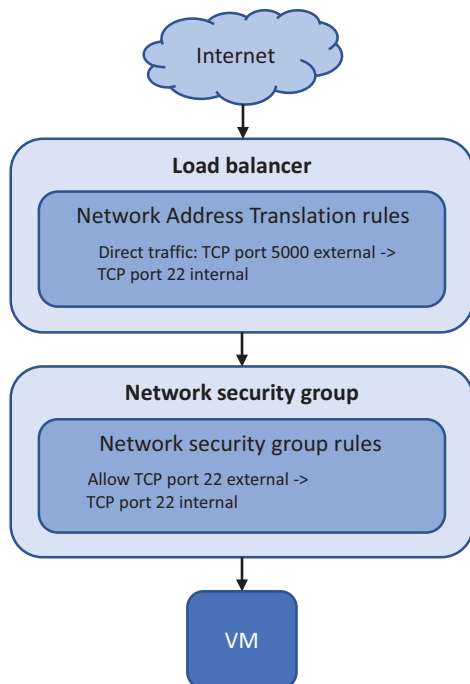 Internet
Load balancer
Network Address Translation rules
Direct traffic: TCP port 5000 external ->
TCP port 22 internal
Network security group
Network security group rules
Allow TCP port 22 external ->
TCP port 22 internal
VM